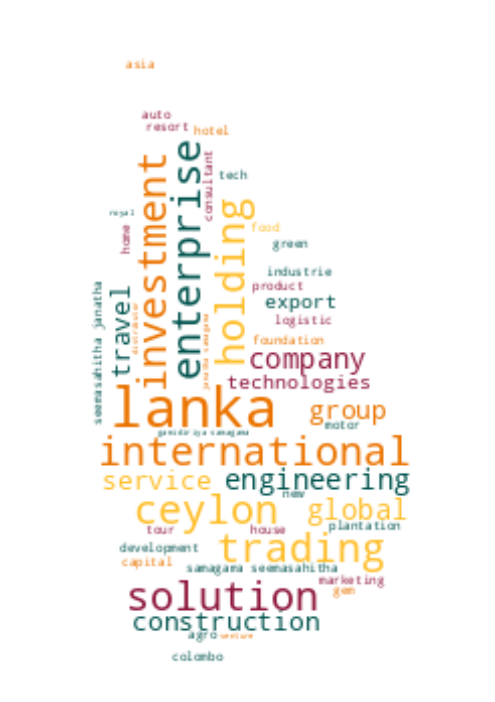 asia
auto
resort
hotel
tech
consultant
enterprise
investment
holding
royal
home
food
green
industrie
product
export
logistic
travel
distributor
seemasahitha janatha
janatha samagama
foundation
company
technologies
lanka
group
motor
gamidiriya samagama
international
service
engineering
new
ceylon
global
plantation
tour
house
trading
development
capital
samagama seemasahitha
marketing
gem
solution
construction
agro
venture
colombo